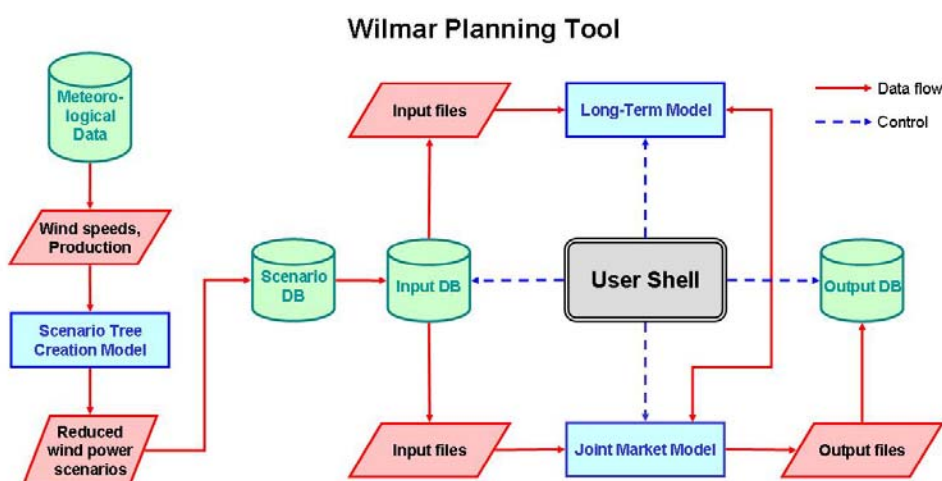 Wilmar Planning Tool
Meteoro-
logical
Data
Input files
Long-Term Model
Data flow
Control
Wind speeds,
Production
Scenario
DB
Input DB
User Shell
Output DB
Scenario Tree
Creation Model
Reduced
wind power
scenarios
Input files
Joint Market Model
Output files